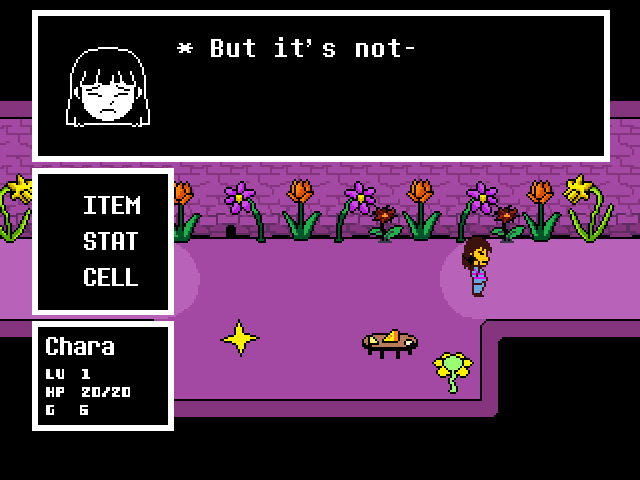 * But it's not-
ITEM
STAT
CELL
Chara
LV 1
HP 20/20
G 6